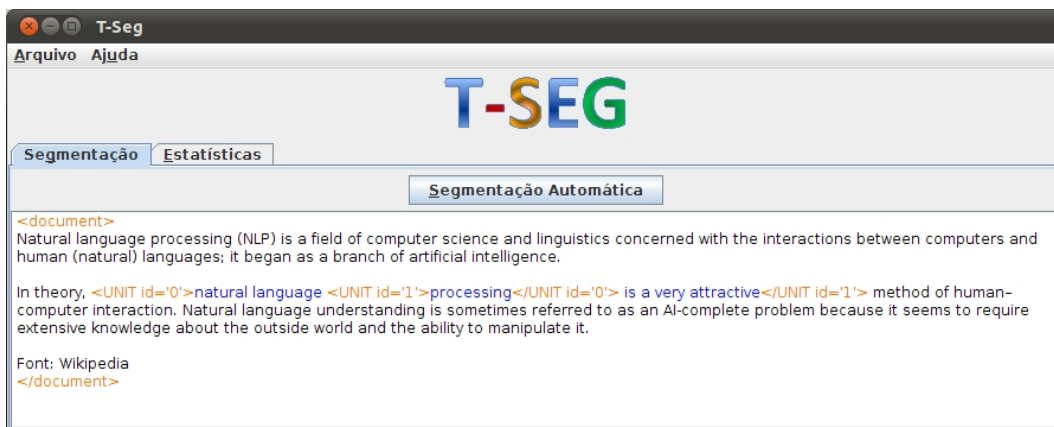 T-Seg
Arquivo Ajuda
T-SEG
Segmentação Estatísticas
Segmentação Automática
<document>
Natural language processing (NLP) is a field of computer science and linguistics concerned with the interactions between computers and
human (natural) languages; it began as a branch of artificial intelligence.
In theory, <UNIT id='0'>natural language <UNIT id='1'>processing</UNIT id='0'> is a very attractive</UNIT id='1'> method of human–
computer interaction. Natural language understanding is sometimes referred to as an AI-complete problem because it seems to require
extensive knowledge about the outside world and the ability to manipulate it.
Font: Wikipedia
</document>